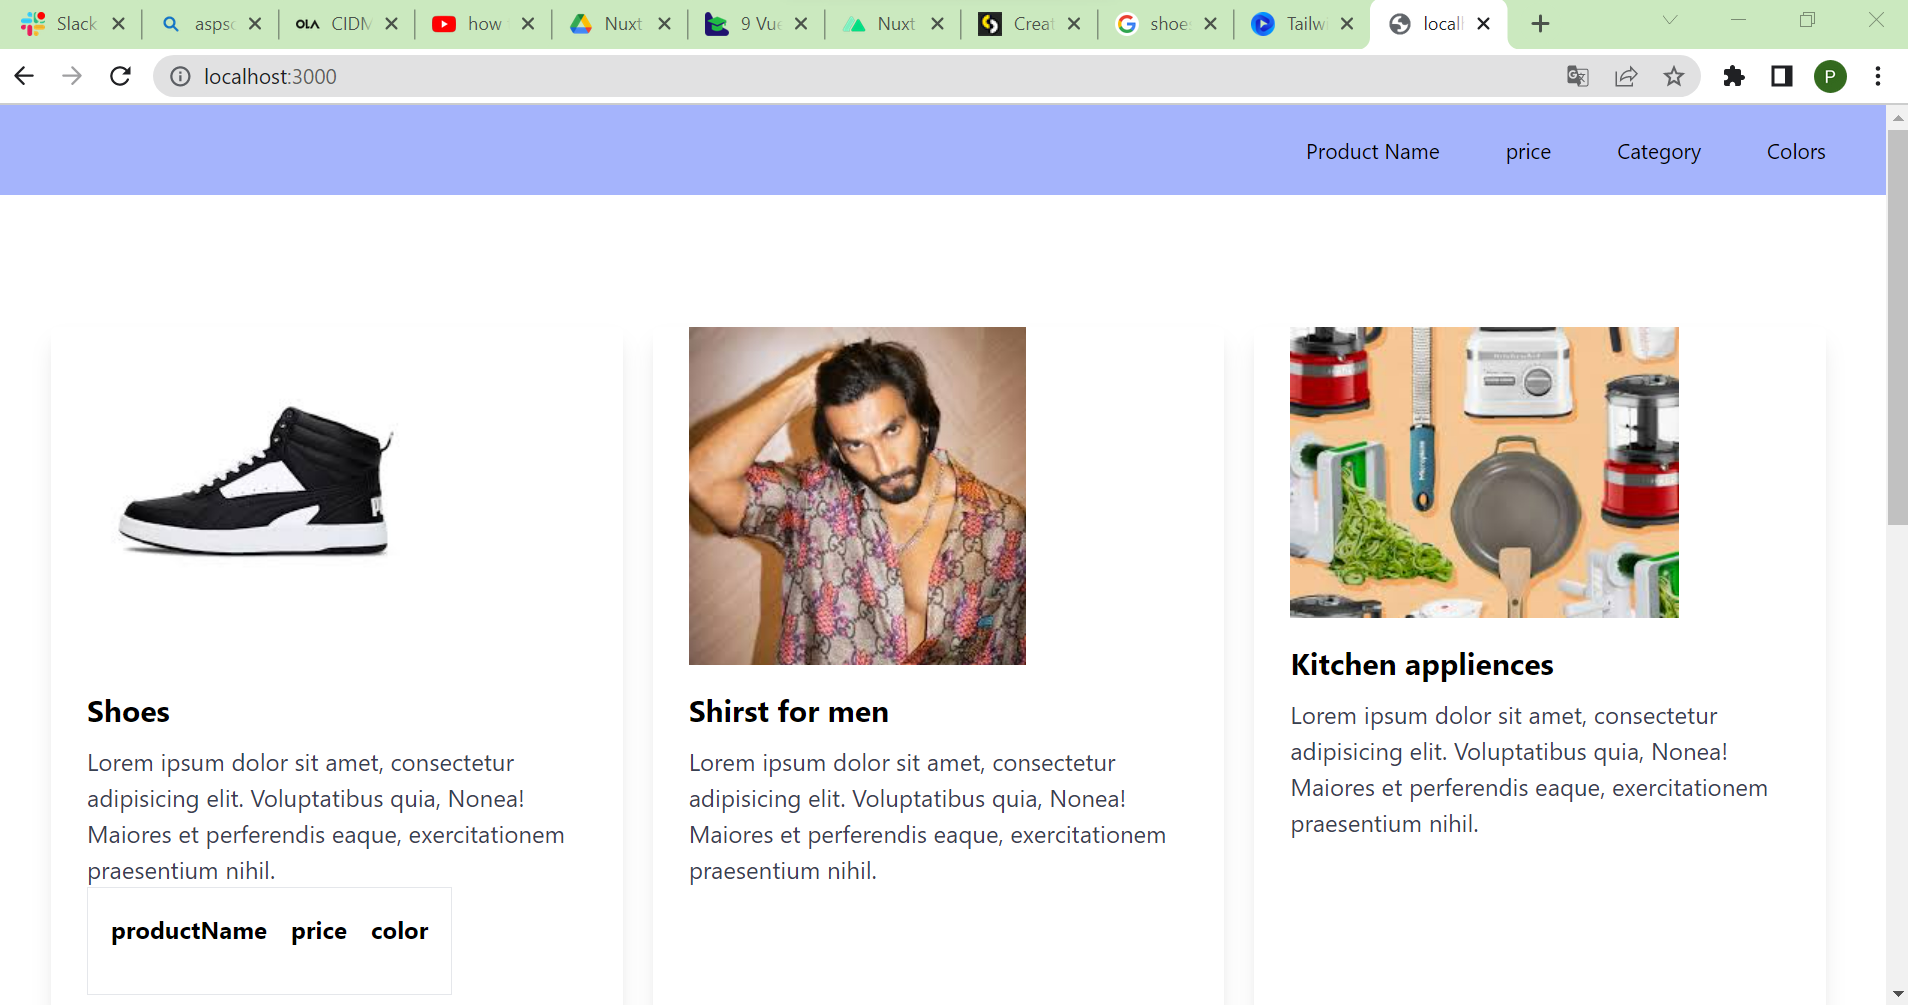 Slack
aspsc
OLA CIDM
how
Nuxt
9 Vue
Nuxt
Creat
shoe
Tailw
local
localhost:3000
P
Product Name price Category Colors
Shoes
Lorem ipsum dolor sit amet, consectetur
adipisicing elit. Voluptatibus quia, Nonea!
Maiores et perferendis eaque, exercitationem
praesentium nihil.
productName price color
Shirst for men
Lorem ipsum dolor sit amet, consectetur
adipisicing elit. Voluptatibus quia, Nonea!
Maiores et perferendis eaque, exercitationem
praesentium nihil.
Kitchen appliences
Lorem ipsum dolor sit amet, consectetur
adipisicing elit. Voluptatibus quia, Nonea!
Maiores et perferendis eaque, exercitationem
praesentium nihil.